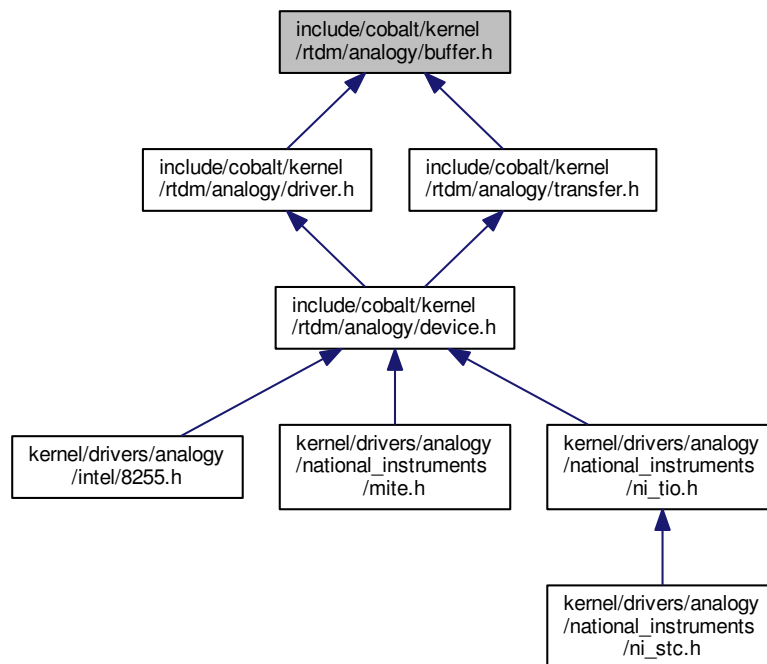 include/cobalt/kernel
/rtdm/analogy/buffer.h
include/cobalt/kernel
/rtdm/analogy/driver.h
include/cobalt/kernel
/rtdm/analogy/transfer.h
include/cobalt/kernel
/rtdm/analogy/device.h
kernel/drivers/analogy
/intel/8255.h
kernel/drivers/analogy
/national_instruments
/mite.h
kernel/drivers/analogy
/national_instruments
/ni_tio.h
kernel/drivers/analogy
/national_instruments
/ni_stc.h